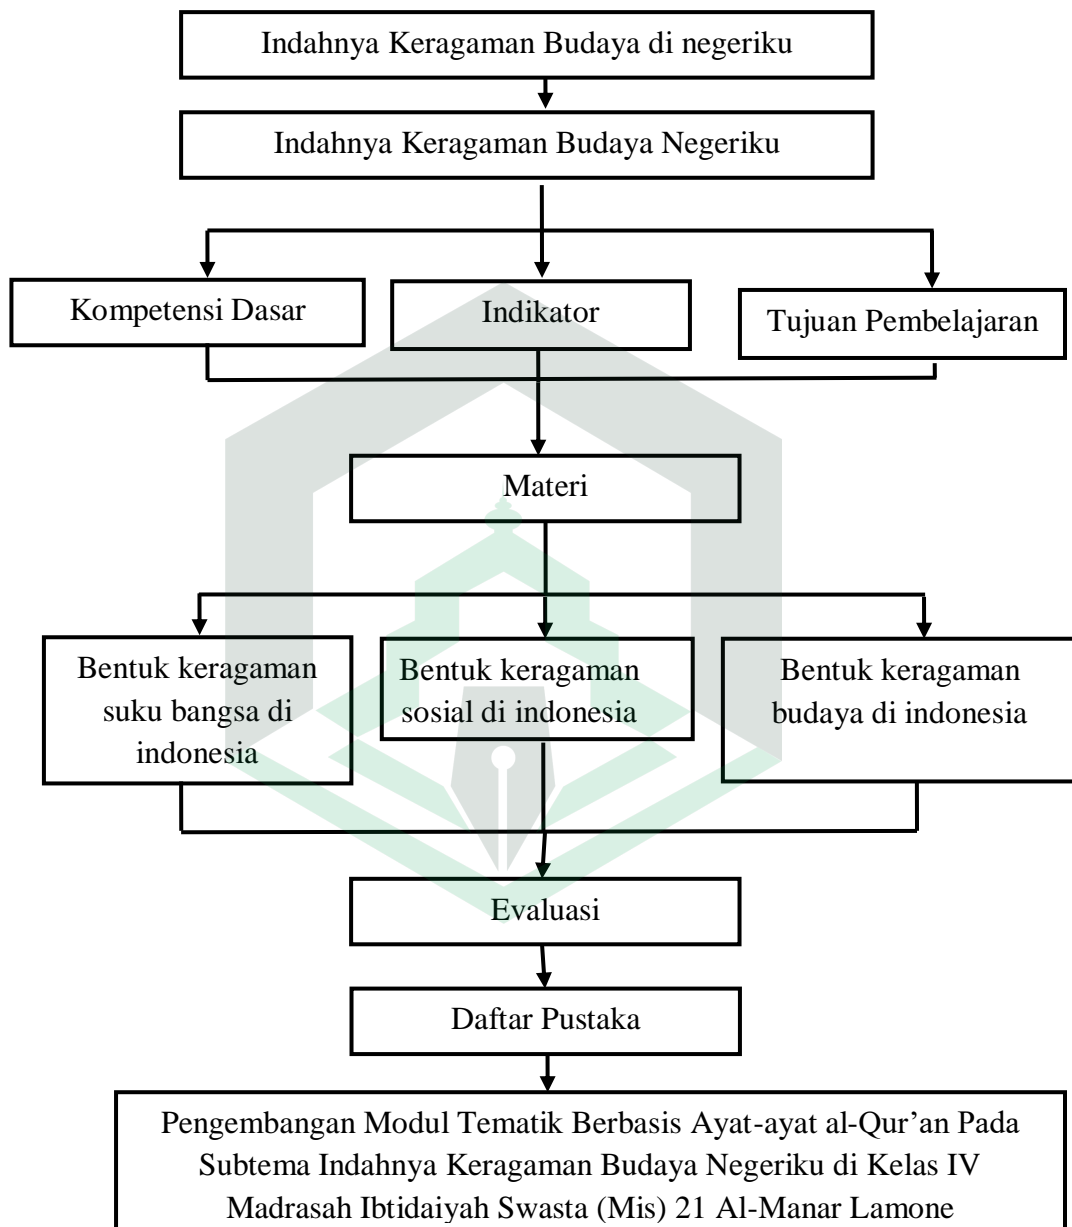 Indahnya Keragaman Budaya di negeriku
Indahnya Keragaman Budaya Negeriku
Kompetensi Dasar
Indikator
Tujuan Pembelajaran
Materi
Bentuk keragaman
suku bangsa di
indonesia
Bentuk keragaman
sosial di indonesia
Bentuk keragaman
budaya di indonesia
Evaluasi
Daftar Pustaka
Pengembangan Modul Tematik Berbasis Ayat-ayat al-Qur’an Pada
Subtema Indahnya Keragaman Budaya Negeriku di Kelas IV
Madrasah Ibtidaiyah Swasta (Mis) 21 Al-Manar Lamone